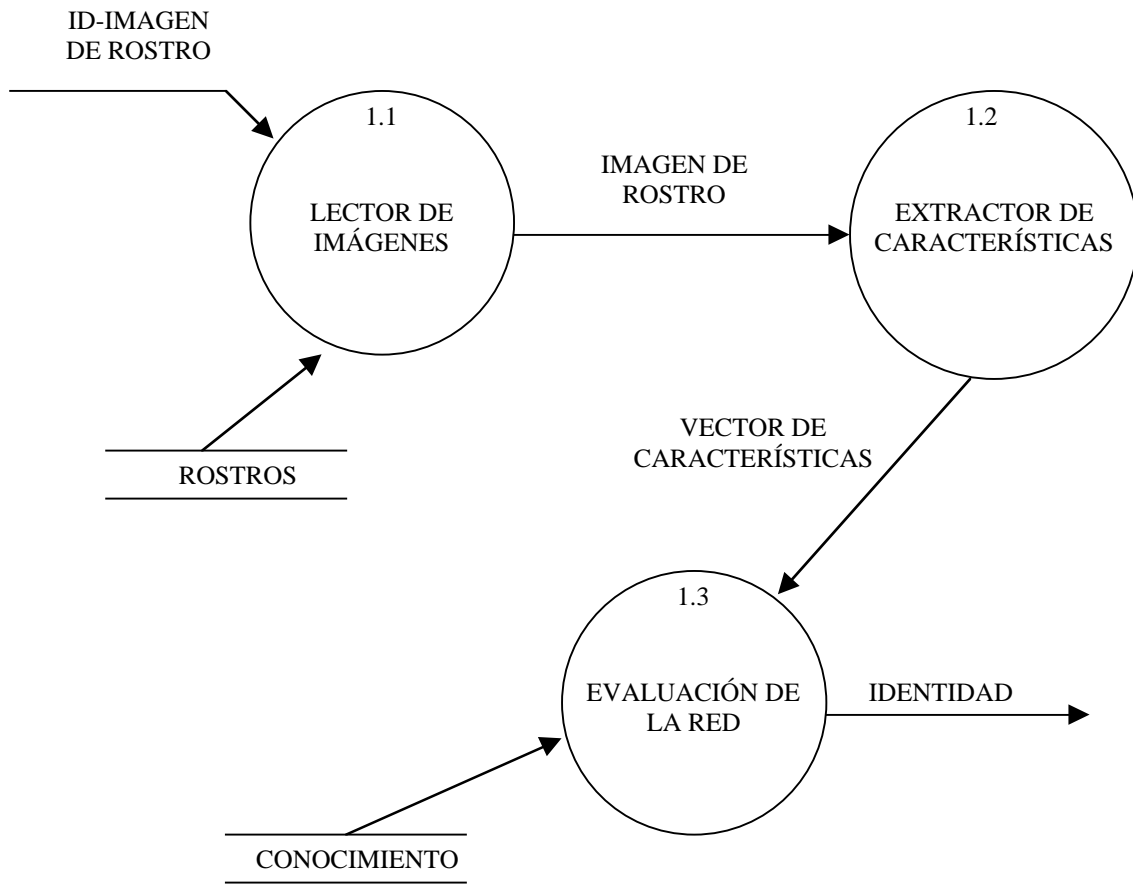 ID-IMAGEN
DE ROSTRO
1.1
LECTOR DE
IMÁGENES
IMAGEN DE
ROSTRO
1.2
EXTRACTOR DE
CARACTERÍSTICAS
ROSTROS
VECTOR DE
CARACTERÍSTICAS
1.3
EVALUACIÓN DE
LA RED
IDENTIDAD
CONOCIMIENTO